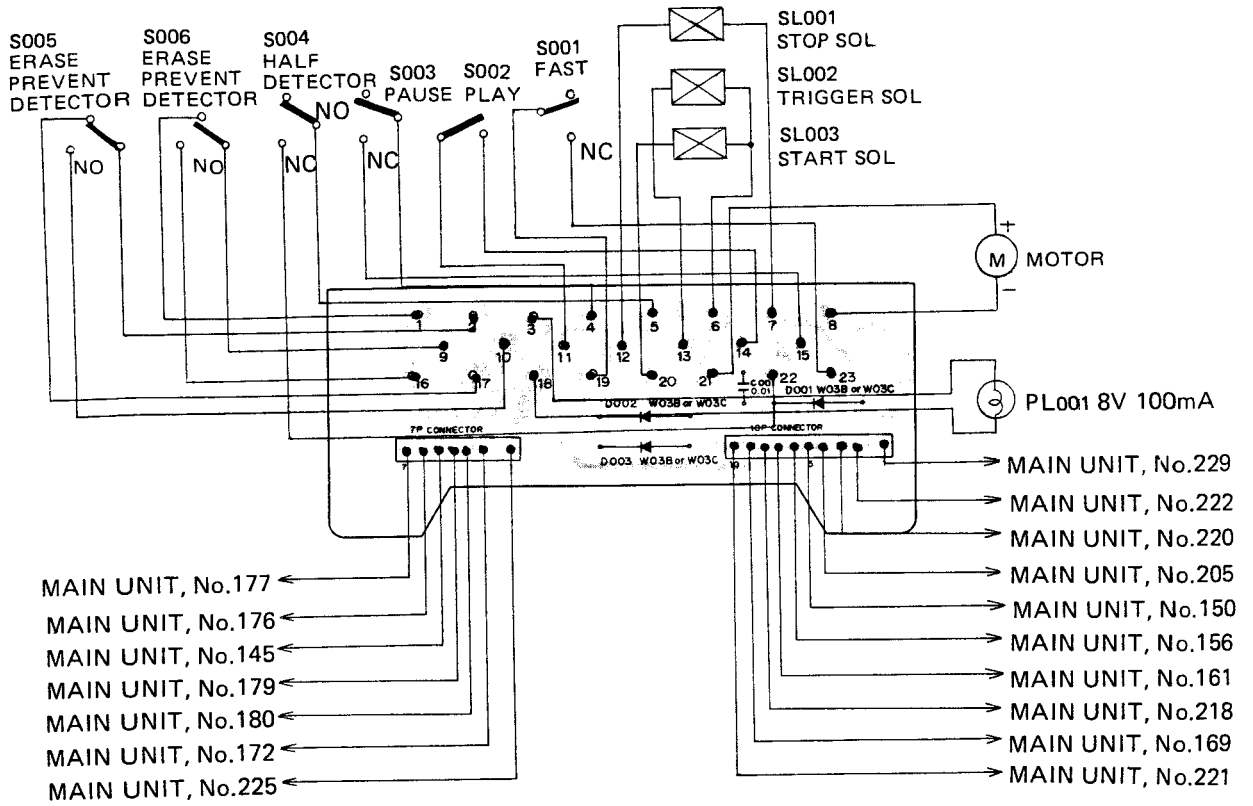 S005
ERASE
PREVENT
DETECTOR
S006
ERASE
PREVENT
DETECTOR
S004
HALF
DETECTOR
S003
PAUSE
S002
PLAY
S001
FAST
SL001
STOP SOL
SL002
TRIGGER SOL
SL003
START SOL
NO
NO
NO
NC
NC
NC
+
M
MOTOR
−
1
2
3
4
5
6
7
8
9
10
11
12
13
14
15
16
17
18
19
20
21
22
23
C001
0.01
D001 W03B or W03C
D002 W03B or W03C
D003 W03B or W03C
PL001 8V 100mA
7P CONNECTOR
7
10P CONNECTOR
10
5
MAIN UNIT, No.229
MAIN UNIT, No.222
MAIN UNIT, No.220
MAIN UNIT, No.205
MAIN UNIT, No.150
MAIN UNIT, No.156
MAIN UNIT, No.161
MAIN UNIT, No.218
MAIN UNIT, No.169
MAIN UNIT, No.221
MAIN UNIT, No.177
MAIN UNIT, No.176
MAIN UNIT, No.145
MAIN UNIT, No.179
MAIN UNIT, No.180
MAIN UNIT, No.172
MAIN UNIT, No.225